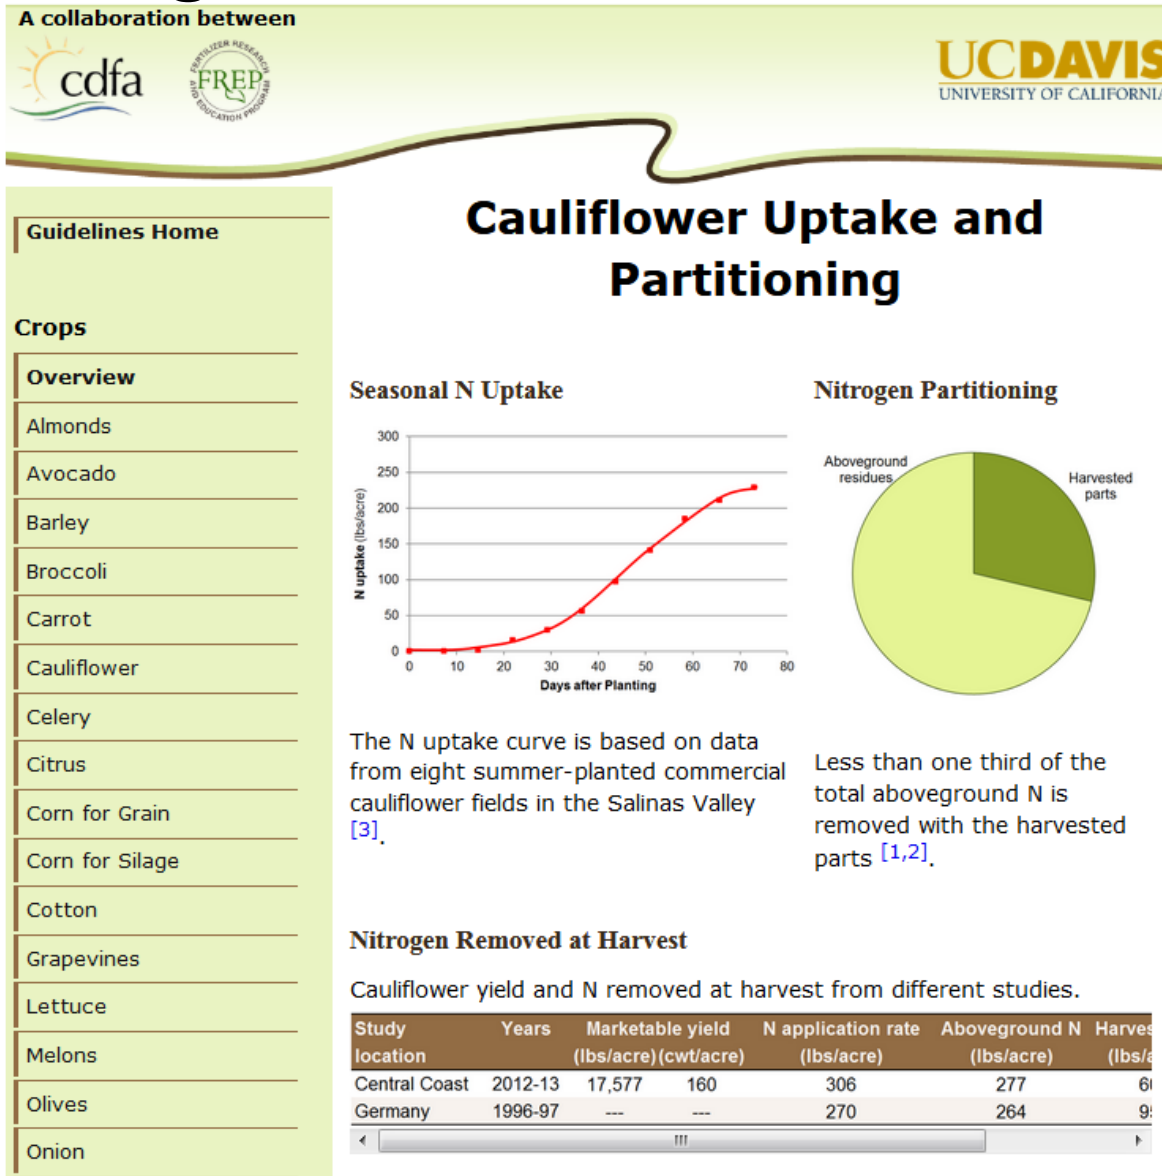 A collaboration between
cdfa
FERTILIZER RESEARCH
FREP
AND EDUCATION PROGRAM
UCDAVIS
UNIVERSITY OF CALIFORNIA
Guidelines Home
Crops
Overview
Almonds
Avocado
Barley
Broccoli
Carrot
Cauliflower
Celery
Citrus
Corn for Grain
Corn for Silage
Cotton
Grapevines
Lettuce
Melons
Olives
Onion
Cauliflower Uptake and
Partitioning
Seasonal N Uptake
300
250
200
150
100
50
0
N uptake (lbs/acre)
0 10 20 30 40 50 60 70 80
Days after Planting
The N uptake curve is based on data
from eight summer-planted commercial
cauliflower fields in the Salinas Valley
[3].
Nitrogen Partitioning
Aboveground
residues
Harvested
parts
Less than one third of the
total aboveground N is
removed with the harvested
parts [1,2].
Nitrogen Removed at Harvest
Cauliflower yield and N removed at harvest from different studies.
Study Years Marketable yield N application rate Aboveground N Harves
location (lbs/acre) (cwt/acre) (lbs/acre) (lbs/acre) (lbs/a
Central Coast 2012-13 17,577 160 306 277
Germany 1996-97 --- --- 270 264